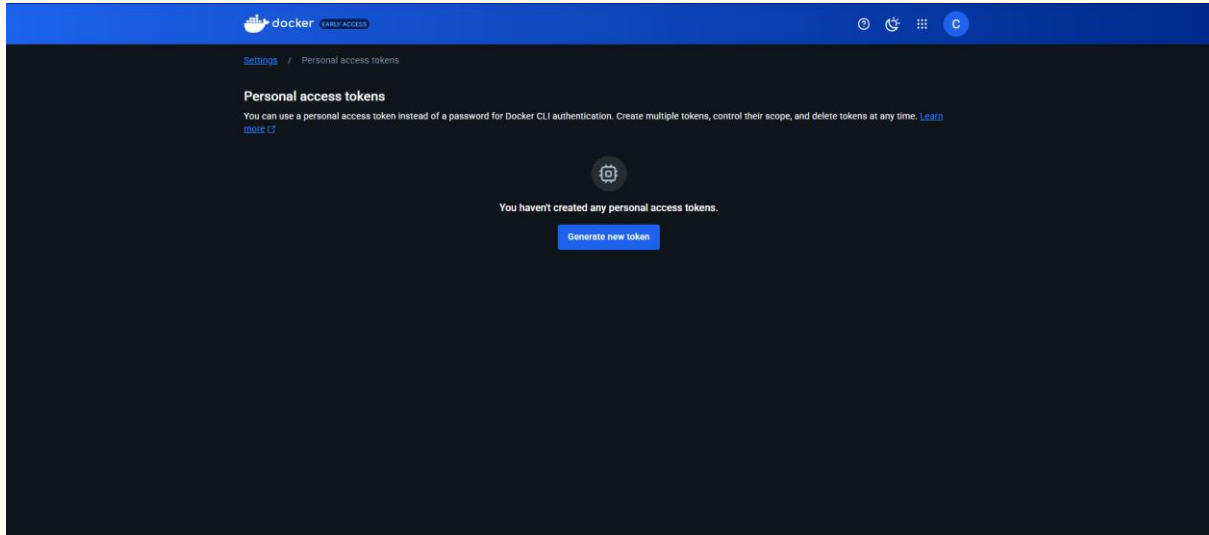 docker EARLY ACCESS
C
Settings / Personal access tokens
Personal access tokens
You can use a personal access token instead of a password for Docker CLI authentication. Create multiple tokens, control their scope, and delete tokens at any time. Learn
more
You haven't created any personal access tokens.
Generate new token